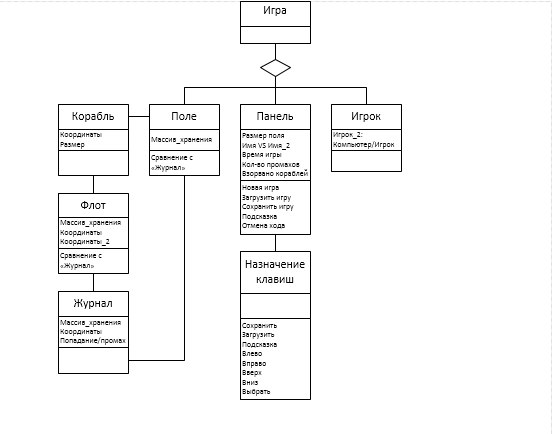 Игра
Корабль
Координаты
Размер
Поле
Массив_хранения
Сравнение с
«Журнал»
Панель
Размер поля
Имя VS Имя_2
Время игры
Кол-во промахов
Взорвано кораблей
Новая игра
Загрузить игру
Сохранить игру
Подсказка
Отмена хода
Игрок
Игрок_2:
Компьютер/Игрок
Флот
Массив_хранения
Координаты
Координаты_2
Сравнение с
«Журнал»
Журнал
Массив_хранения
Координаты
Попадание/промах
Назначение
клавиш
Сохранить
Загрузить
Подсказка
Влево
Вправо
Вверх
Вниз
Выбрать